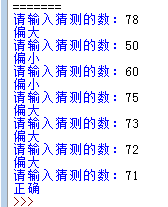 =======
请输入猜测的数：78
偏大
请输入猜测的数：50
偏小
请输入猜测的数：60
偏小
请输入猜测的数：75
偏大
请输入猜测的数：73
偏大
请输入猜测的数：72
偏大
请输入猜测的数：71
正确
>>>